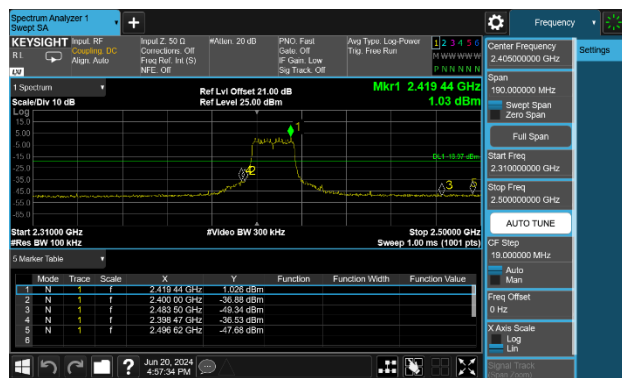 Spectrum Analyzer 1
Swept SA
Frequency
KEYSIGHT Input: RF
R L
Coupling: DC
Align: Auto
Input Z: 50 Ω
Corrections: Off
Freq Ref: Int (S)
NFE: Off
#Atten: 20 dB
PNO: Fast
Gate: Off
IF Gain: Low
Sig Track: Off
Avg Type: Log-Power
Trig: Free Run
1 2 3 4 5 6
M W W W W W
P N N N N N
LW
1 Spectrum
Scale/Div 10 dB
Ref Lvl Offset 21.00 dB
Ref Level 25.00 dBm
Mkr1 2.419 44 GHz
1.03 dBm
Log
15.0
5.00
-5.00
-15.0
-25.0
-35.0
-45.0
-55.0
-65.0
1
DL1 -18.97 dBm
2
3
5
Start 2.31000 GHz
#Res BW 100 kHz
#Video BW 300 kHz
Stop 2.50000 GHz
Sweep 1.00 ms (1001 pts)
5 Marker Table
Mode Trace Scale X Y Function Function Width Function Value
1 N 1 f 2.419 44 GHz 1.028 dBm
2 N 1 f 2.400 00 GHz -36.88 dBm
3 N 1 f 2.483 50 GHz -49.34 dBm
4 N 1 f 2.398 47 GHz -36.53 dBm
5 N 1 f 2.496 62 GHz -47.68 dBm
6
Jun 20, 2024
4:57:34 PM
Center Frequency
2.405000000 GHz
Settings
Span
190.000000 MHz
Swept Span
Zero Span
Full Span
Start Freq
2.310000000 GHz
Stop Freq
2.500000000 GHz
AUTO TUNE
CF Step
19.000000 MHz
Auto
Man
Freq Offset
0 Hz
X Axis Scale
Log
Lin
Signal Track
(Span Zoom)